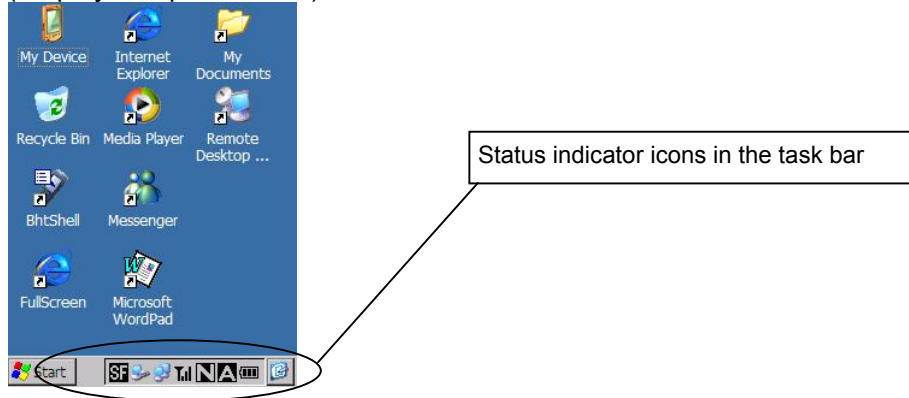 My Device
Internet
Explorer
My
Documents
Recycle Bin
Media Player
Remote
Desktop ...
Status indicator icons in the task bar
BhtShell
Messenger
FullScreen
Microsoft
WordPad
Start SF N A